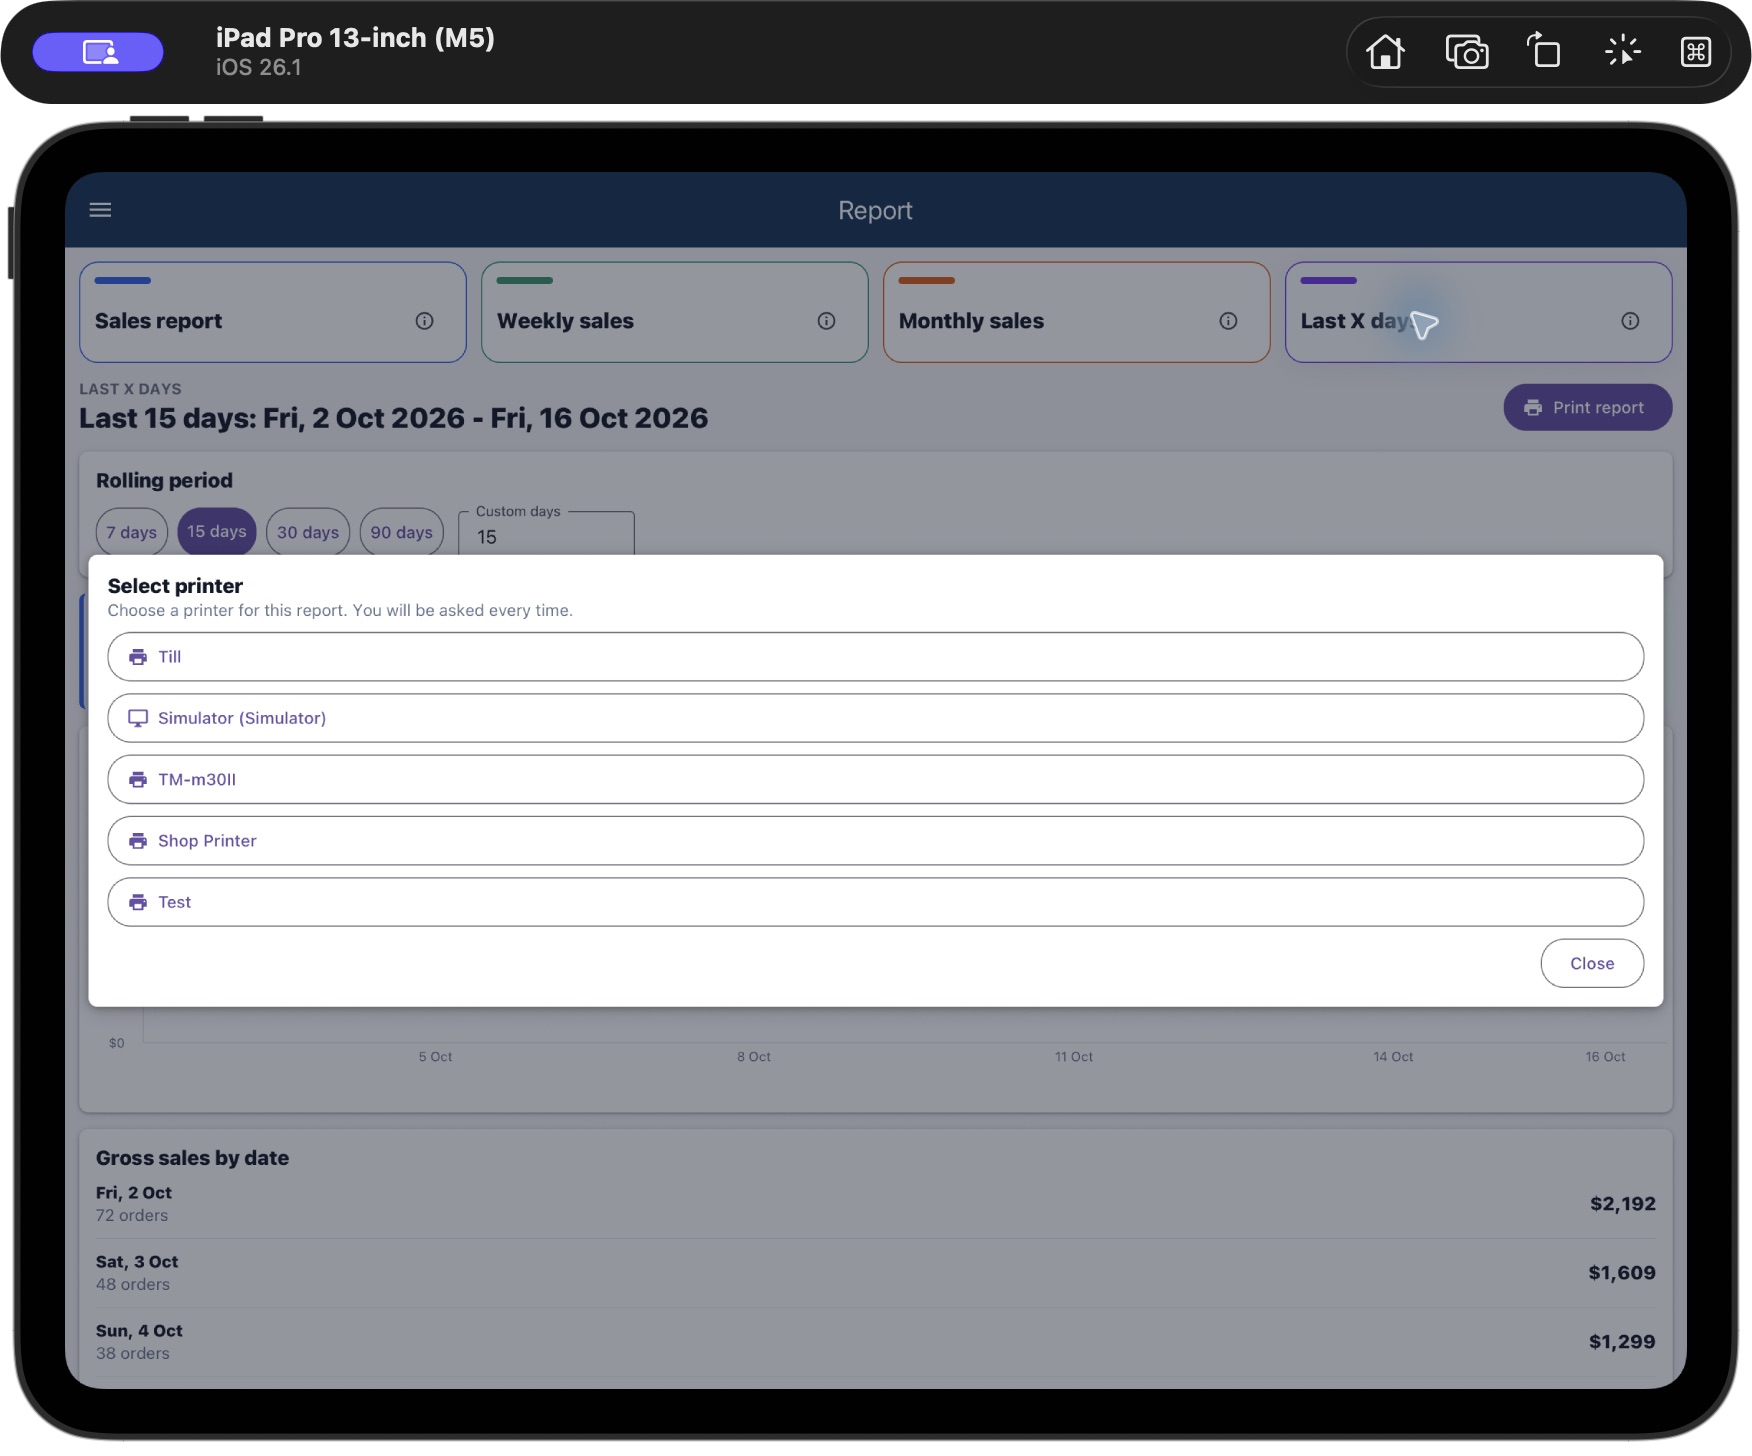 iPad Pro 13-inch (M5)
iOS 26.1
Report
Sales report
Weekly sales
Monthly sales
Last X days
LAST X DAYS
Last 15 days: Fri, 2 Oct 2026 - Fri, 16 Oct 2026
Print report
Rolling period
7 days
15 days
30 days
90 days
Custom days
15
Select printer
Choose a printer for this report. You will be asked every time.
Till
Simulator (Simulator)
TM-m30II
Shop Printer
Test
Close
$0
5 Oct
8 Oct
11 Oct
14 Oct
16 Oct
Gross sales by date
Fri, 2 Oct
72 orders
$2,192
Sat, 3 Oct
48 orders
$1,609
Sun, 4 Oct
38 orders
$1,299